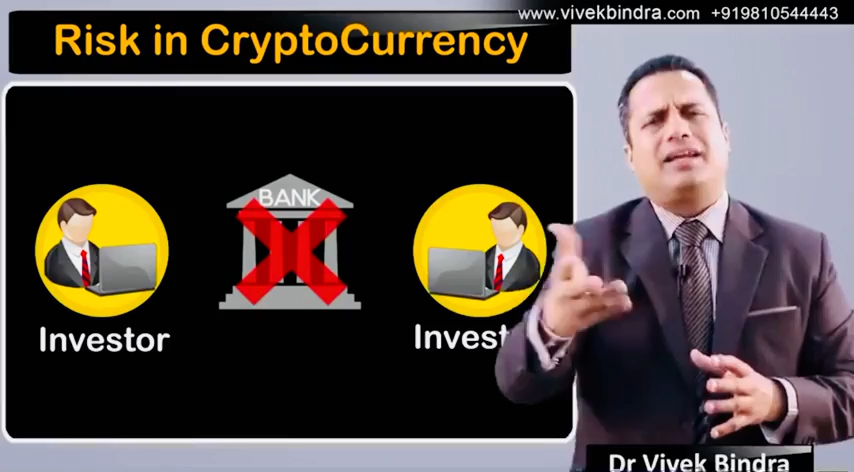 www.vivekbindra.com +919810544443
Risk in CryptoCurrency
BANK
Investor
Invest
Dr Vivek Bindra